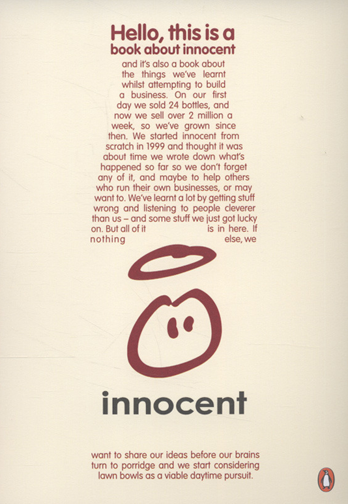 Hello, this is a
book about innocent
and it's also a book about
the things we've learnt
whilst attempting to build
a business. On our first
day we sold 24 bottles, and
now we sell over 2 million a
week, so we've grown since
then. We started innocent from
scratch in 1999 and thought it was
about time we wrote down what's
happened so far so we don't forget
any of it, and maybe to help others
who run their own businesses, or may
want to. We've learnt a lot by getting stuff
wrong and listening to people cleverer
than us – and some stuff we just got lucky
on. But all of it is in here. If
nothing else, we
innocent
want to share our ideas before our brains
turn to porridge and we start considering
lawn bowls as a viable daytime pursuit.